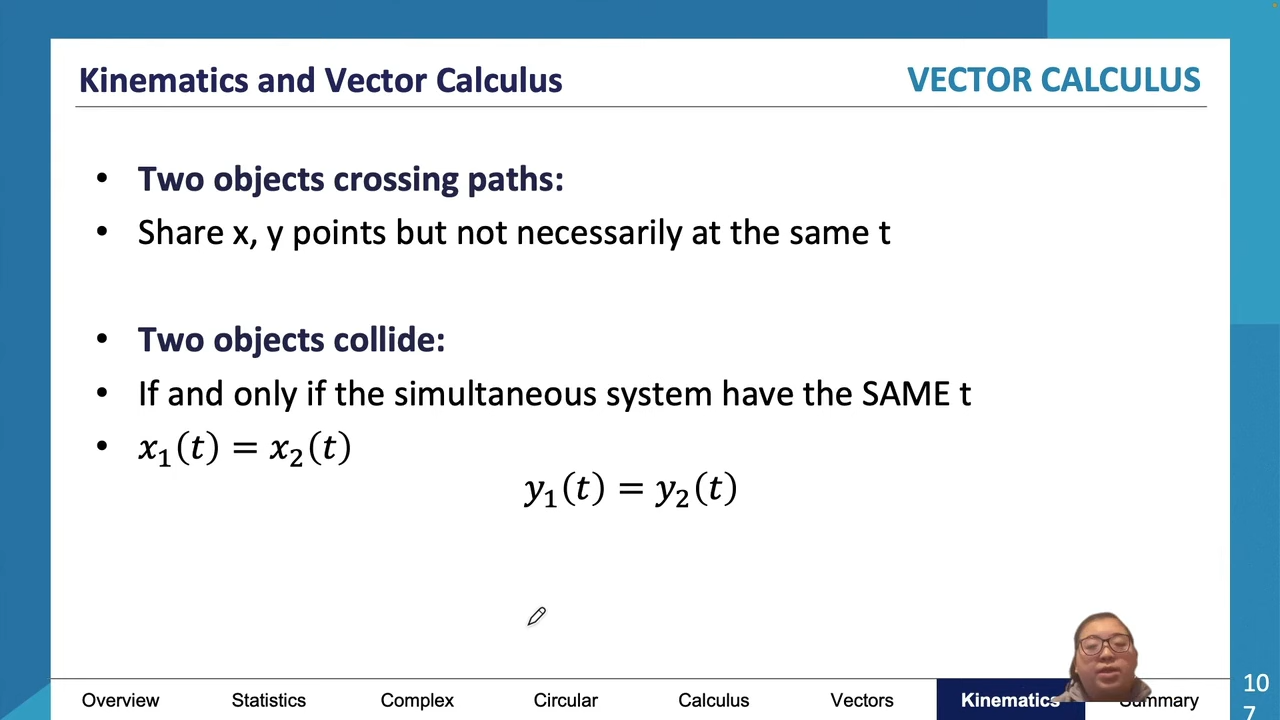 Kinematics and Vector Calculus
VECTOR CALCULUS
• Two objects crossing paths:
• Share x, y points but not necessarily at the same t
• Two objects collide:
• If and only if the simultaneous system have the SAME t
• x₁(t) = x₂(t)
y₁(t) = y₂(t)
Overview Statistics Complex Circular Calculus Vectors Kinematics Summary
10
7